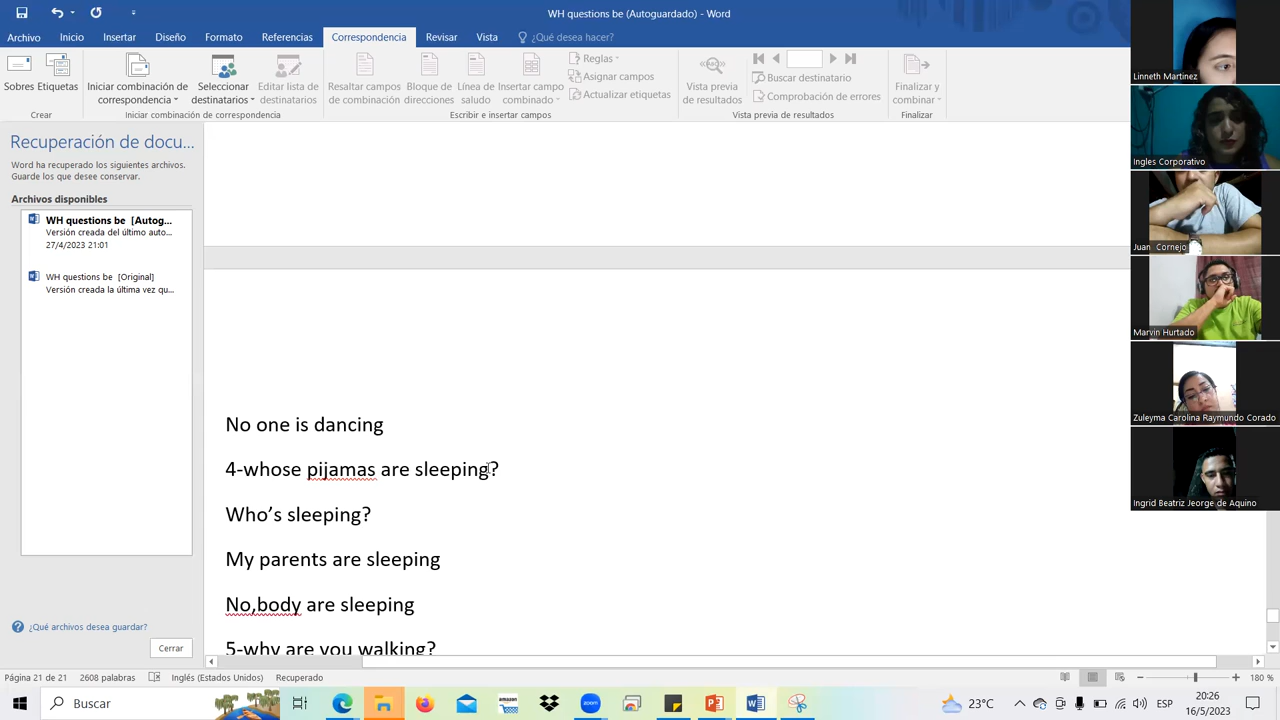 WH questions be (Autoguardado) - Word
Archivo Inicio Insertar Diseño Formato Referencias Correspondencia Revisar Vista ¿Qué desea hacer?
Sobres Etiquetas
Crear
Iniciar combinación de correspondencia
Seleccionar destinatarios
Editar lista de destinatarios
Iniciar combinación de correspondencia
Resaltar campos de combinación
Bloque de direcciones
Línea de saludo
Insertar campo combinado
Reglas
Asignar campos
Actualizar etiquetas
Escribir e insertar campos
Vista previa de resultados
Buscar destinatario
Comprobación de errores
Vista previa de resultados
Finalizar y combinar
Finalizar
Recuperación de docu...
Word ha recuperado los siguientes archivos.
Guarde los que desee conservar.
Archivos disponibles
WH questions be [Autog...
Versión creada del último auto...
27/4/2023 21:01
WH questions be [Original]
Versión creada la última vez qu...
¿Qué archivos desea guardar?
Cerrar
No one is dancing
4-whose pijamas are sleeping?
Who's sleeping?
My parents are sleeping
No,body are sleeping
5-why are you walking?
Linneth Martinez
Ingles Corporativo
Juan Cornejo
Marvin Hurtado
Zuleyma Carolina Raymundo Corado
Ingrid Beatriz Jeorge de Aquino
Página 21 de 21 2608 palabras Inglés (Estados Unidos) Recuperado 180 %
Buscar
amazon
zoom
23°C ESP
20:26
16/5/2023